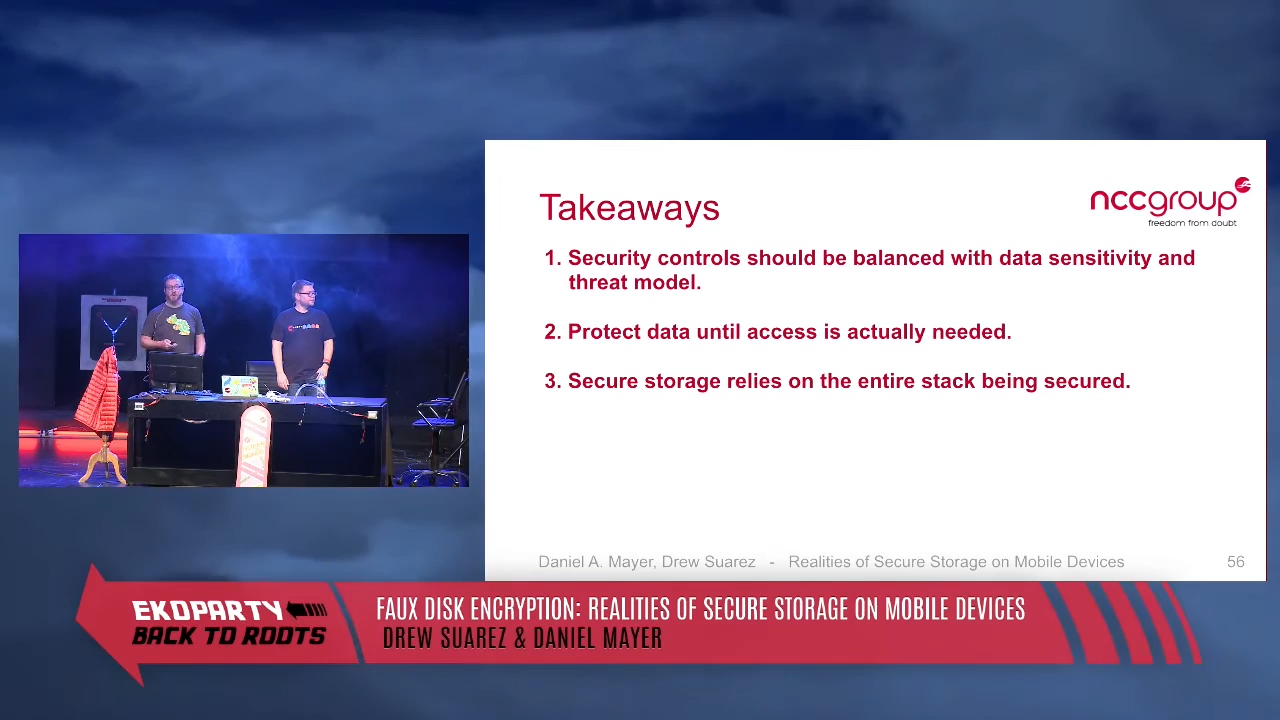 Takeaways
nccgroup
freedom from doubt
1. Security controls should be balanced with data sensitivity and
threat model.
2. Protect data until access is actually needed.
3. Secure storage relies on the entire stack being secured.
Daniel A. Mayer, Drew Suarez - Realities of Secure Storage on Mobile Devices 56
EKOPARTY
BACK TO ROOTS
FAUX DISK ENCRYPTION: REALITIES OF SECURE STORAGE ON MOBILE DEVICES
DREW SUAREZ & DANIEL MAYER